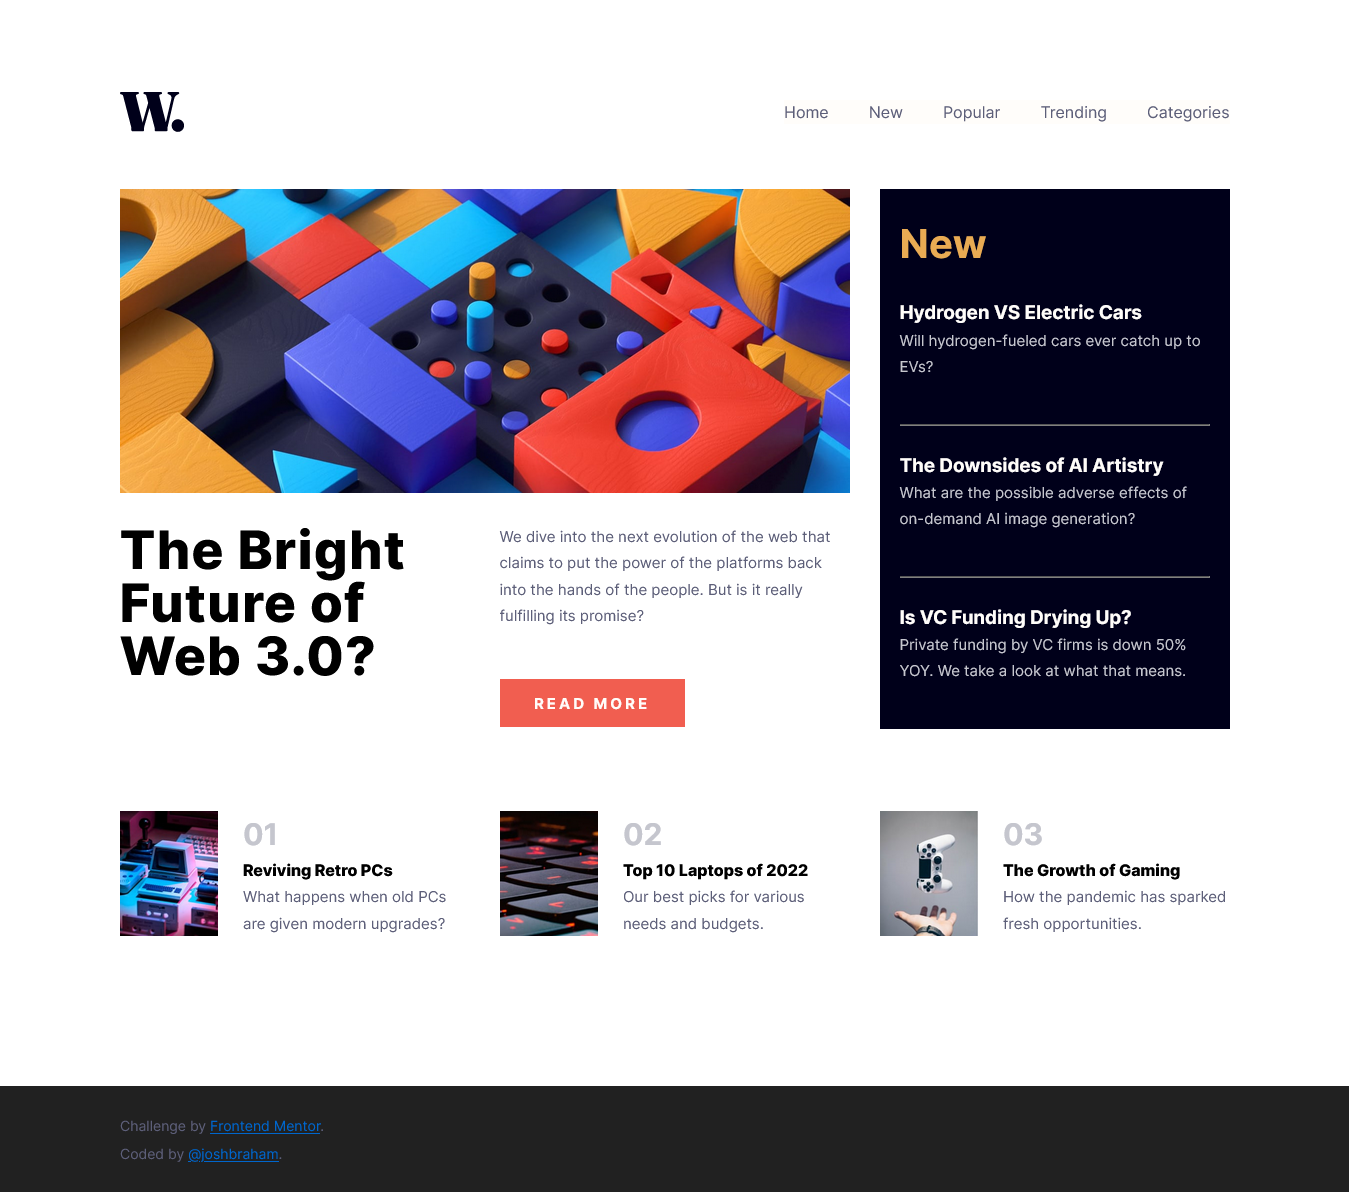 W.
Home New Popular Trending Categories
The Bright
Future of
Web 3.0?
We dive into the next evolution of the web that
claims to put the power of the platforms back
into the hands of the people. But is it really
fulfilling its promise?
READ MORE
New
Hydrogen VS Electric Cars
Will hydrogen-fueled cars ever catch up to
EVs?
The Downsides of AI Artistry
What are the possible adverse effects of
on-demand AI image generation?
Is VC Funding Drying Up?
Private funding by VC firms is down 50%
YOY. We take a look at what that means.
01
Reviving Retro PCs
What happens when old PCs
are given modern upgrades?
02
Top 10 Laptops of 2022
Our best picks for various
needs and budgets.
03
The Growth of Gaming
How the pandemic has sparked
fresh opportunities.
Challenge by Frontend Mentor.
Coded by @joshbraham.